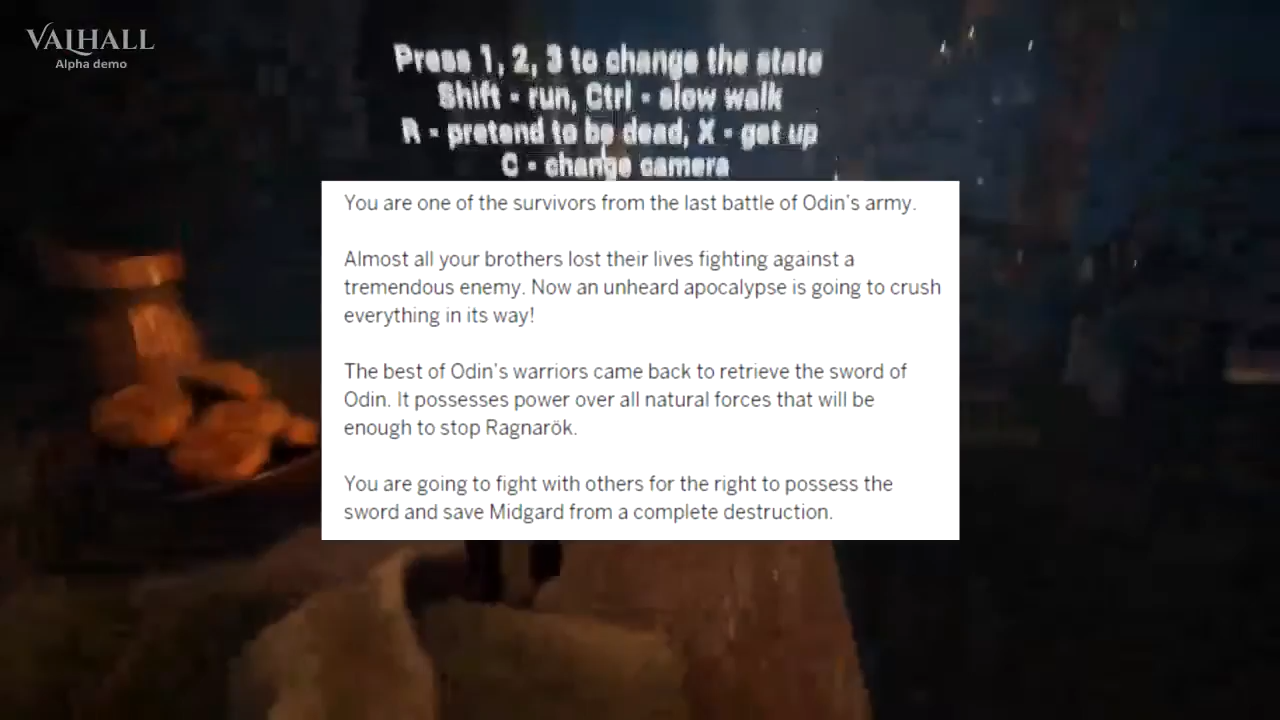 VALHALL
Alpha demo
Press 1, 2, 3 to change the state
Shift - run, Ctrl - slow walk
R - pretend to be dead, X - get up
C - change camera
You are one of the survivors from the last battle of Odin's army.
Almost all your brothers lost their lives fighting against a
tremendous enemy. Now an unheard apocalypse is going to crush
everything in its way!
The best of Odin's warriors came back to retrieve the sword of
Odin. It possesses power over all natural forces that will be
enough to stop Ragnarök.
You are going to fight with others for the right to possess the
sword and save Midgard from a complete destruction.